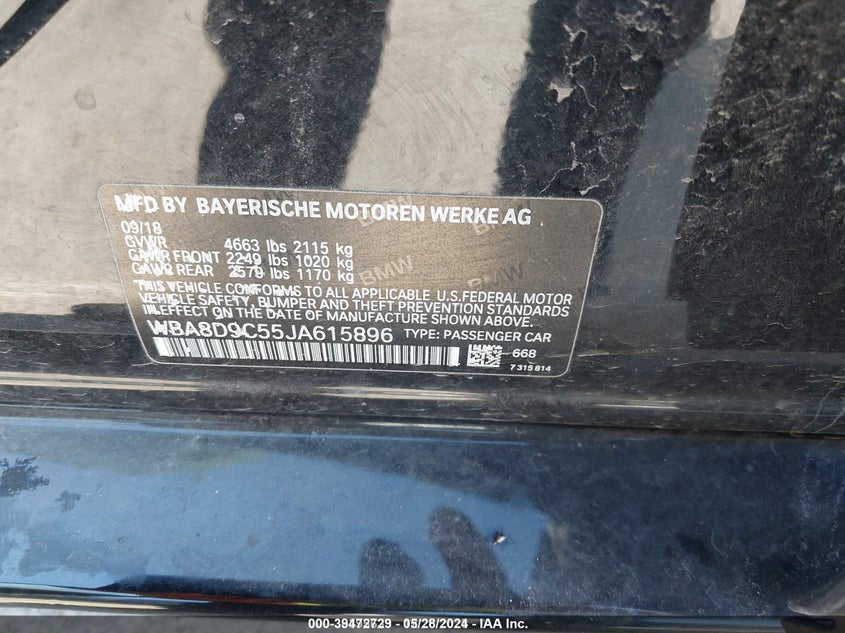 MFD BY BAYERISCHE MOTOREN WERKE AG
09/18
GVWR 4663 lbs 2115 kg
GAWR FRONT 2249 lbs 1020 kg
GAWR REAR 2579 lbs 1170 kg
THIS VEHICLE CONFORMS TO ALL APPLICABLE U.S.FEDERAL MOTOR
VEHICLE SAFETY, BUMPER AND THEFT PREVENTION STANDARDS
IN EFFECT ON THE DATE OF MANUFACTURE SHOWN ABOVE.
WBA8D9C55JA615896 TYPE: PASSENGER CAR
668
7 315 814
BMW
BMW
000-39472729 - 05/28/2024 - IAA Inc.